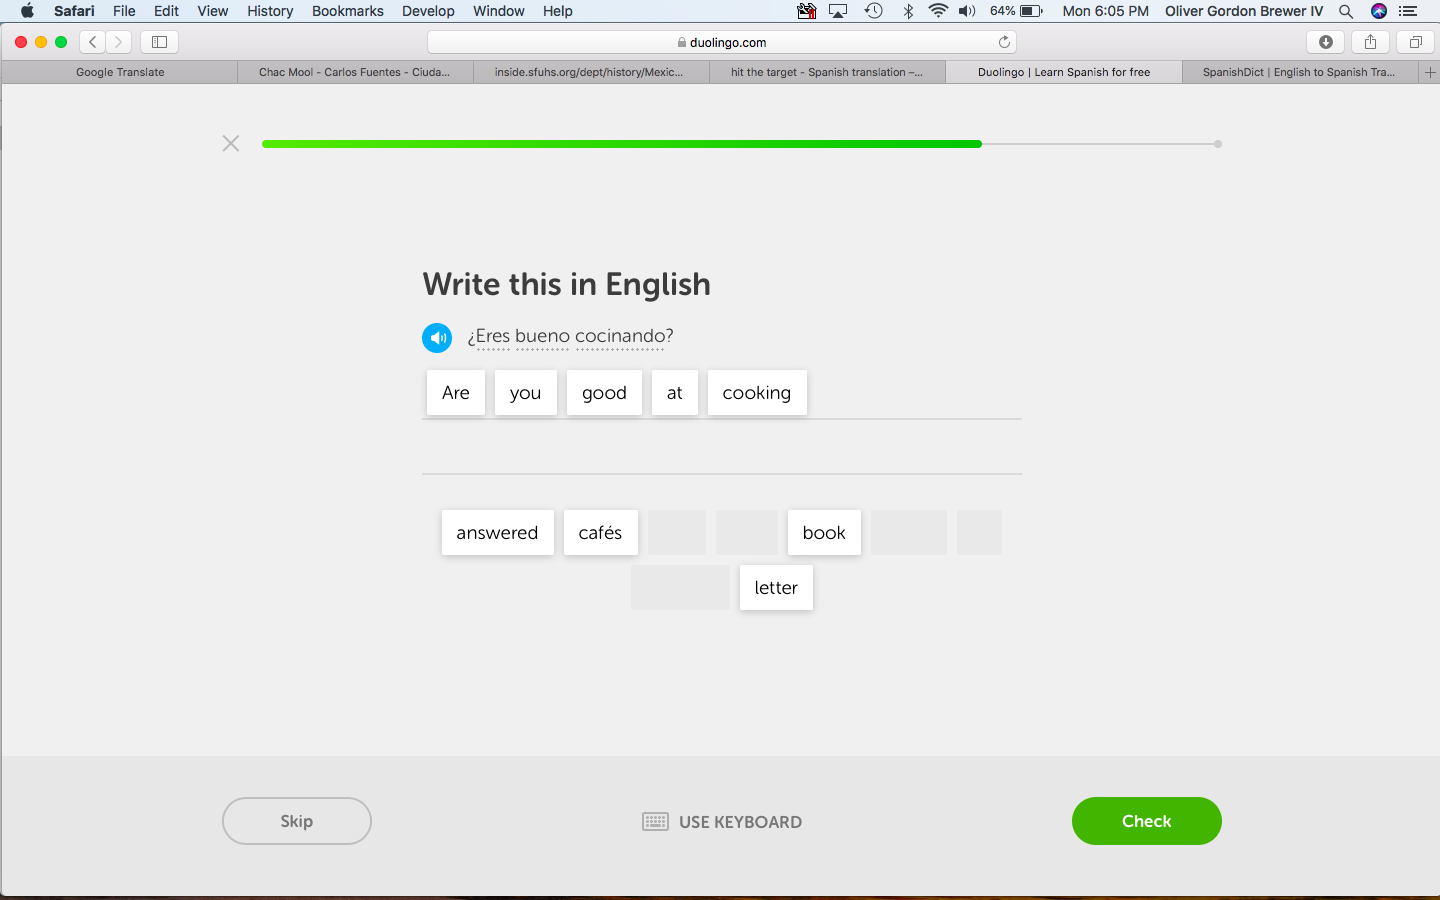 Safari File Edit View History Bookmarks Develop Window Help 64% Mon 6:05 PM Oliver Gordon Brewer IV
duolingo.com
Google Translate Chac Mool - Carlos Fuentes - Ciuda... inside.sfuhs.org/dept/history/Mexic... hit the target - Spanish translation –... Duolingo | Learn Spanish for free SpanishDict | English to Spanish Tra...
Write this in English
¿Eres bueno cocinando?
Are you good at cooking
answered cafés book
letter
Skip USE KEYBOARD Check